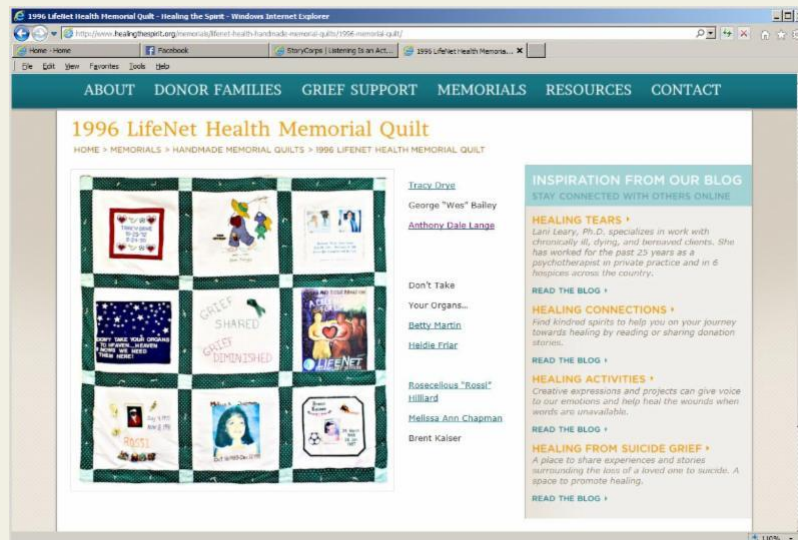 1996 LifeNet Health Memorial Quilt - Healing the Spirit - Windows Internet Explorer
http://www.healingthespirit.org/memorials/lifenet-health-handmade-memorial-quilts/1996-memorial-quilt/
Home - Home
Facebook
StoryCorps | Listening Is an Act...
1996 LifeNet Health Memoria...
File Edit View Favorites Tools Help
ABOUT DONOR FAMILIES GRIEF SUPPORT MEMORIALS RESOURCES CONTACT
1996 LifeNet Health Memorial Quilt
HOME > MEMORIALS > HANDMADE MEMORIAL QUILTS > 1996 LIFENET HEALTH MEMORIAL QUILT
TRACY DRYE
GRIEF
SHARED
GRIEF
DIMINISHED
DON'T TAKE YOUR ORGANS
TO HEAVEN...HEAVEN
KNOWS WE NEED
THEM HERE!
LIFENET
ROSSI
Tracy Drye
George "Wes" Bailey
Anthony Dale Lange
Don't Take
Your Organs...
Betty Martin
Heidie Friar
Rosecelious "Rossi"
Hilliard
Melissa Ann Chapman
Brent Kaiser
INSPIRATION FROM OUR BLOG
STAY CONNECTED WITH OTHERS ONLINE
HEALING TEARS
Lani Leary, Ph.D. specializes in work with
chronically ill, dying, and bereaved clients. She
has worked for the past 25 years as a
psychotherapist in private practice and in 6
hospices across the country.
READ THE BLOG
HEALING CONNECTIONS
Find kindred spirits to help you on your journey
towards healing by reading or sharing donation
stories.
READ THE BLOG
HEALING ACTIVITIES
Creative expressions and projects can give voice
to our emotions and help heal the wounds when
words are unavailable.
READ THE BLOG
HEALING FROM SUICIDE GRIEF
A place to share experiences and stories
surrounding the loss of a loved one to suicide. A
space to promote healing.
READ THE BLOG
110%